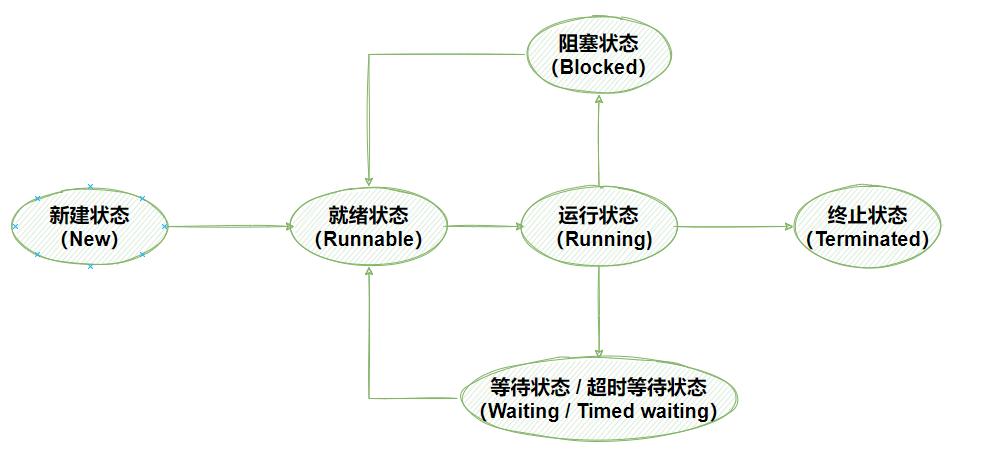 阻塞状态
（Blocked）
新建状态
（New）
就绪状态
（Runnable）
运行状态
（Running)
终止状态
（Terminated）
等待状态 / 超时等待状态
（Waiting / Timed waiting）